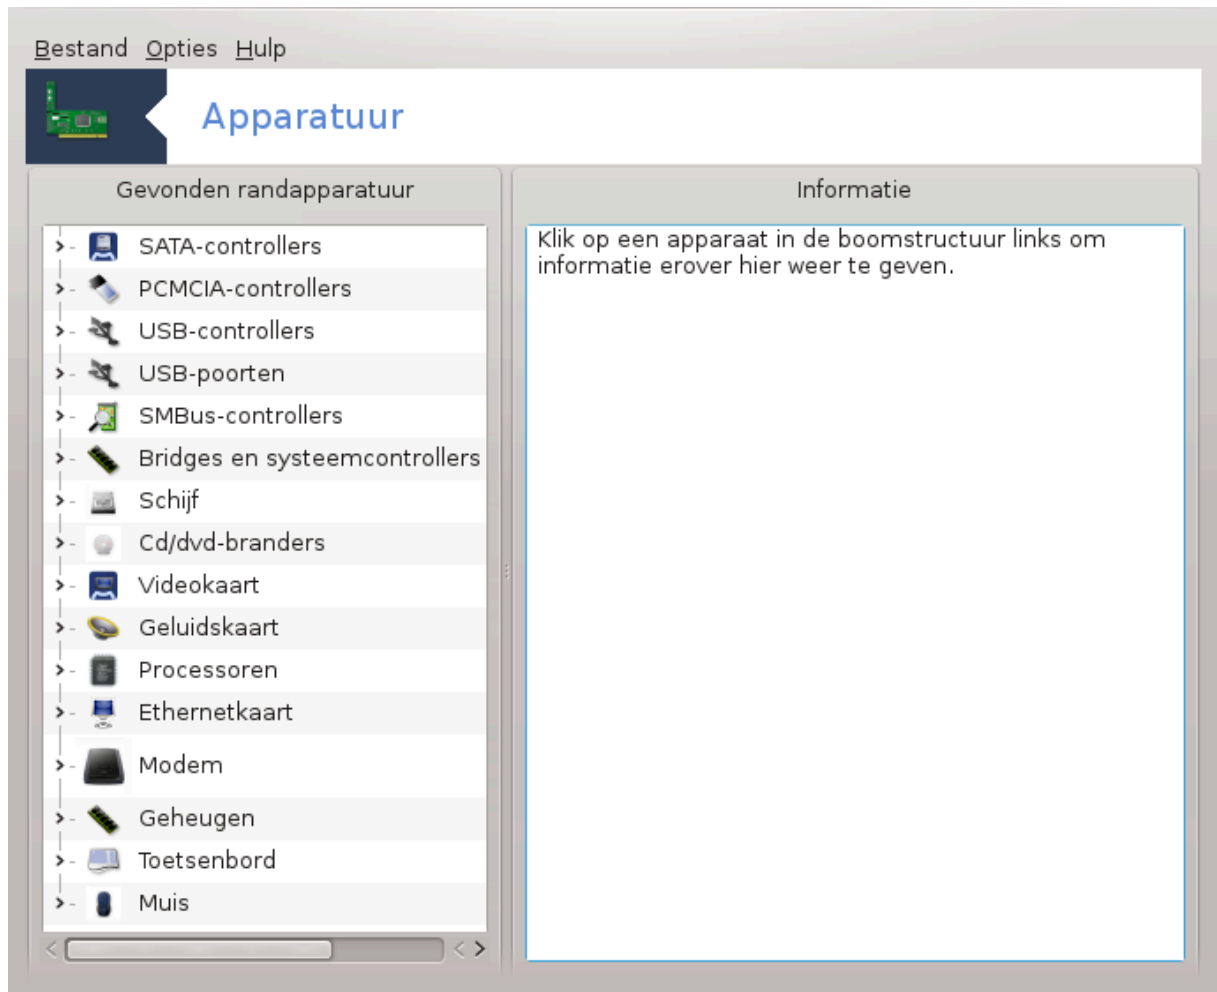 Bestand Opties Hulp
Apparatuur
Gevonden randapparatuur
SATA-controllers
PCMCIA-controllers
USB-controllers
USB-poorten
SMBus-controllers
Bridges en systeemcontrollers
Schijf
Cd/dvd-branders
Videokaart
Geluidskaart
Processoren
Ethernetkaart
Modem
Geheugen
Toetsenbord
Muis
Informatie
Klik op een apparaat in de boomstructuur links om
informatie erover hier weer te geven.